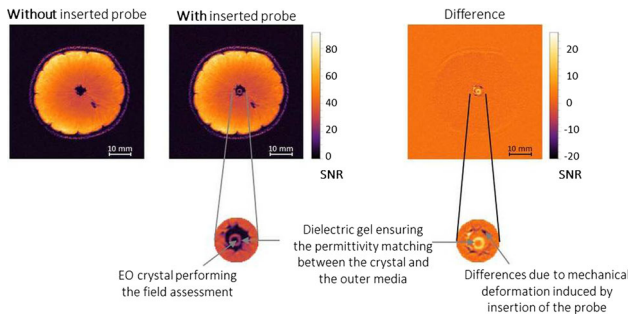 Without inserted probe
With inserted probe
Difference
80
60
40
20
0
SNR
20
10
0
-10
-20
SNR
10 mm
10 mm
10 mm
Dielectric gel ensuring
the permittivity matching
between the crystal and
the outer media
EO crystal performing
the field assessment
Differences due to mechanical
deformation induced by
insertion of the probe